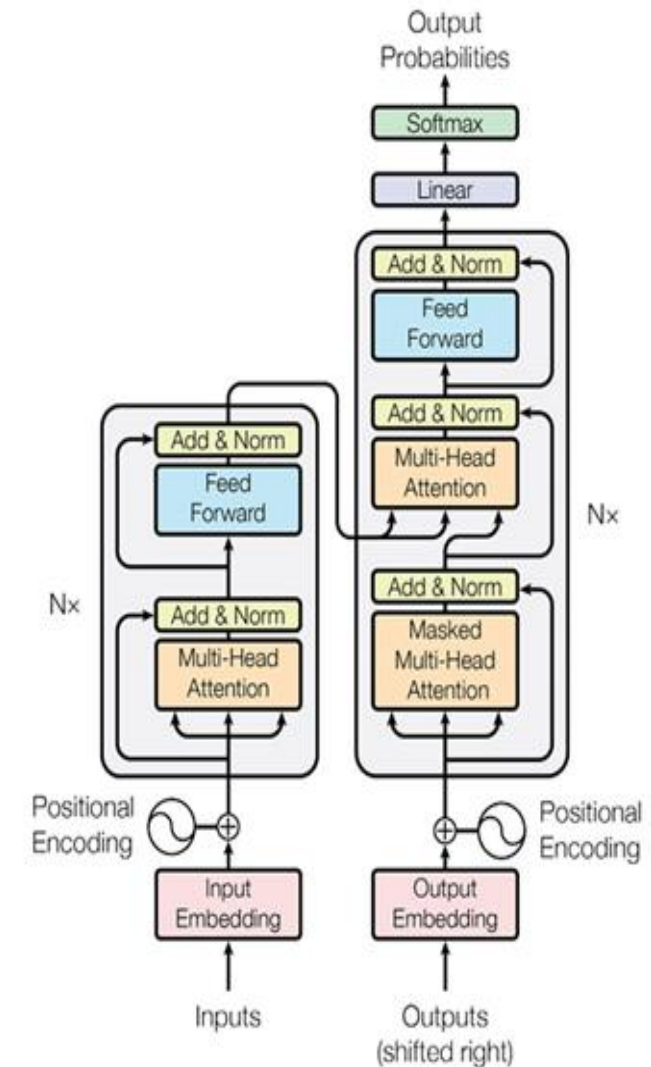 Output
Probabilities
Softmax
Linear
Add & Norm
Feed
Forward
Add & Norm
Multi-Head
Attention
Add & Norm
Masked
Multi-Head
Attention
Nx
Add & Norm
Feed
Forward
Add & Norm
Multi-Head
Attention
Nx
Positional
Encoding
Positional
Encoding
Input
Embedding
Output
Embedding
Inputs
Outputs
(shifted right)